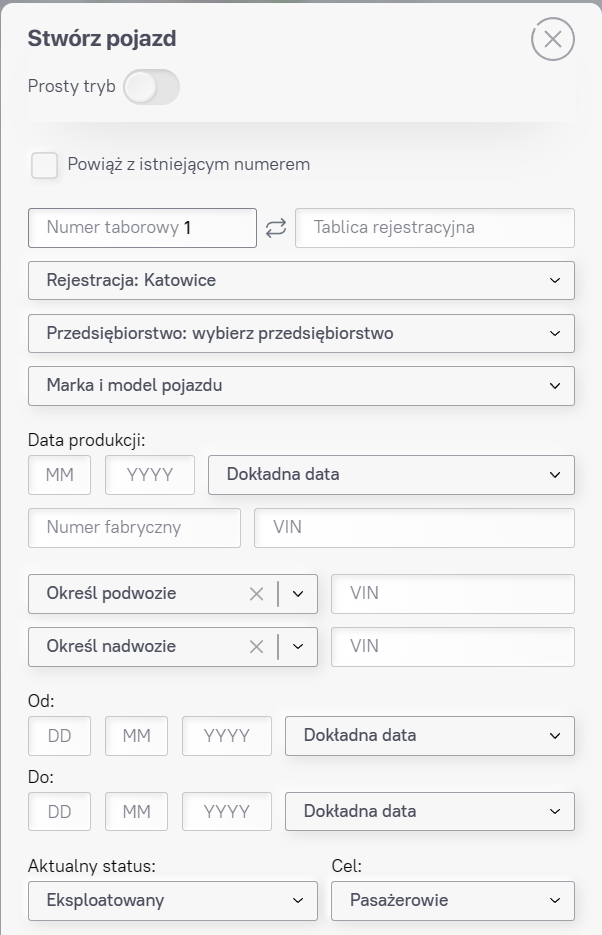 Stwórz pojazd
Prosty tryb
Powiąż z istniejącym numerem
Numer taborowy 1 Tablica rejestracyjna
Rejestracja: Katowice
Przedsiębiorstwo: wybierz przedsiębiorstwo
Marka i model pojazdu
Data produkcji:
MM YYYY Dokładna data
Numer fabryczny VIN
Określ podwozie VIN
Określ nadwozie VIN
Od:
DD MM YYYY Dokładna data
Do:
DD MM YYYY Dokładna data
Aktualny status: Cel:
Eksploatowany Pasażerowie